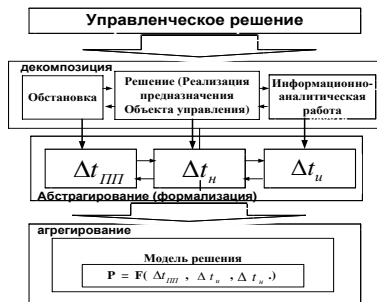 Управленческое решение
декомпозиция
Обстановка
Решение (Реализация
предназначения
Объекта управления)
Информационно-
аналитическая
работа
Δt_ПП
Δt_н
Δt_и
Абстрагирование (формализация)
агрегирование
Модель решения
P = F( Δt_ПП , Δt_и , Δt_н .)